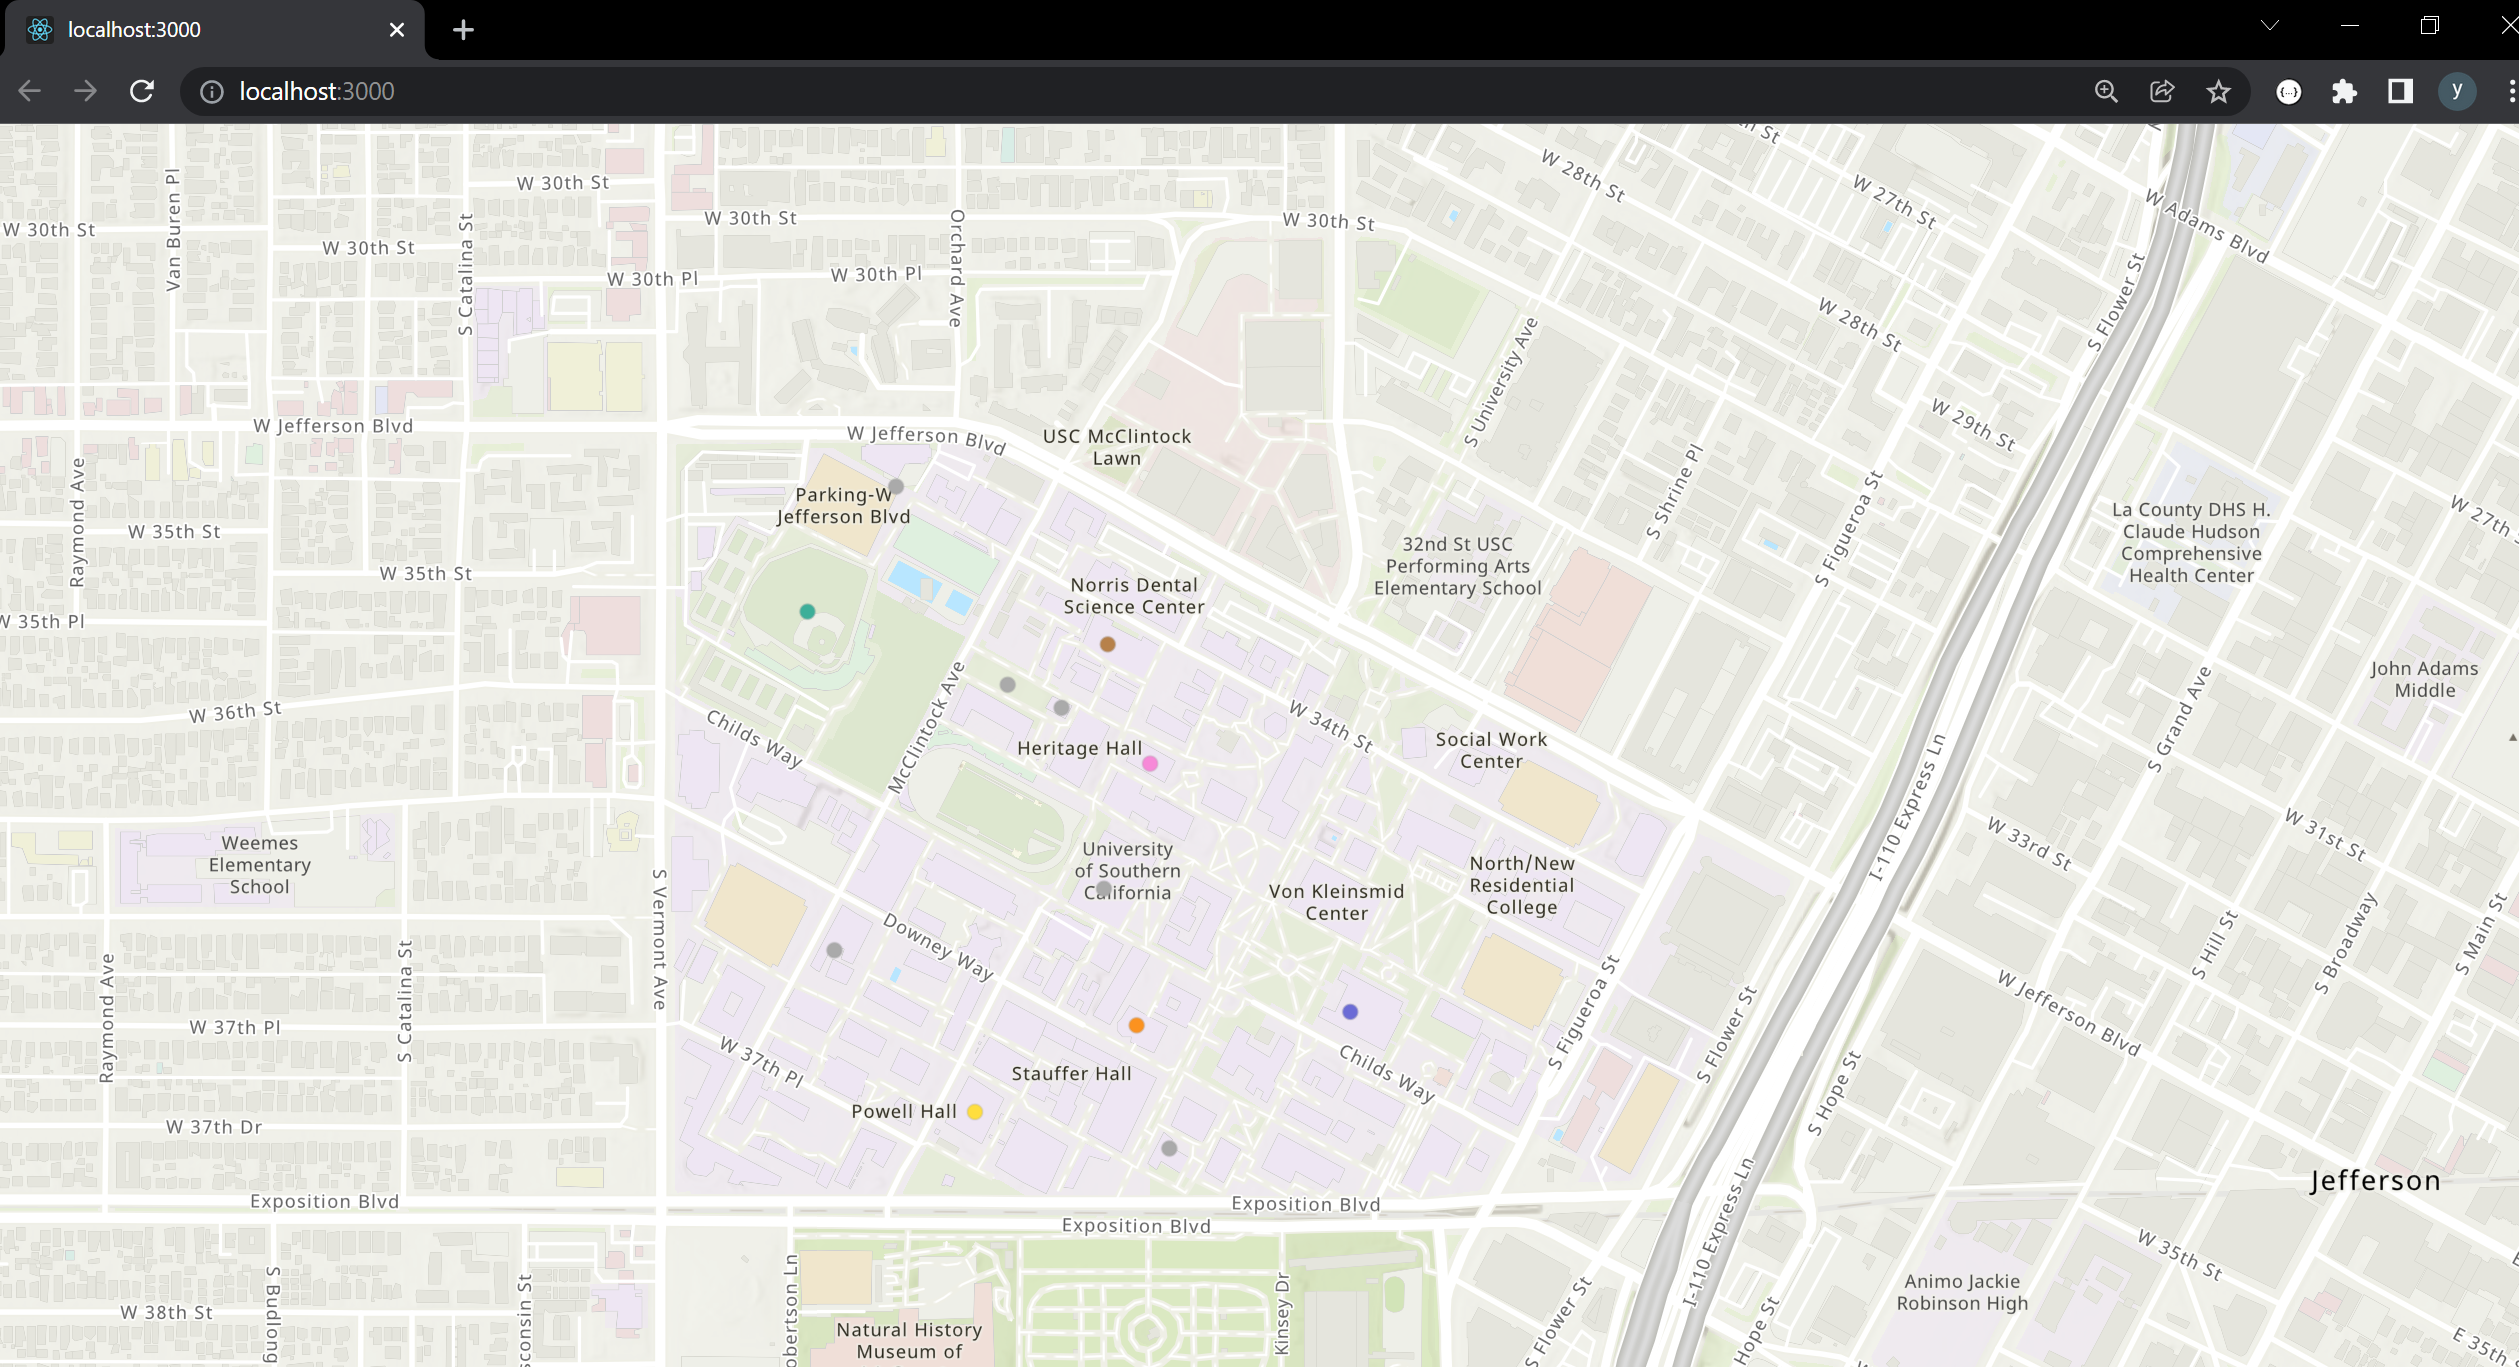 localhost:3000
localhost:3000
y
W 30th St
W 28th St
W 27th St
W Adams Blvd
W 30th St
Van Buren Pl
W 30th St
S Catalina St
W 30th St
Orchard Ave
W 30th St
W 30th Pl
W 30th Pl
S Flower St
W 28th St
S University Ave
W 29th St
W Jefferson Blvd
W Jefferson Blvd
USC McClintock
Lawn
Raymond Ave
W 35th St
W 35th St
W 35th Pl
Parking-W
Jefferson Blvd
S Shrine Pl
S Figueroa St
32nd St USC
Performing Arts
Elementary School
La County DHS H.
Claude Hudson
Comprehensive
Health Center
W 27th
Norris Dental
Science Center
John Adams
Middle
W 36th St
Childs Way
McClintock Ave
Heritage Hall
W 34th St
Social Work
Center
S Grand Ave
I-110 Express Ln
W 33rd St
W 31st St
Weemes
Elementary
School
University
of Southern
California
Von Kleinsmid
Center
North/New
Residential
College
S Vermont Ave
Downey Way
S Hill St
S Broadway
S Main St
Raymond Ave
S Catalina St
W 37th Pl
W 37th Pl
S Figueroa St
S Flower St
W Jefferson Blvd
Stauffer Hall
Childs Way
S Hope St
Powell Hall
W 37th Dr
Exposition Blvd
Exposition Blvd
Exposition Blvd
I-110 Express Ln
Jefferson
W 35th St
W 38th St
Kinsey Dr
S Flower St
Hope St
Animo Jackie
Robinson High
Natural History
Museum of
E 35th